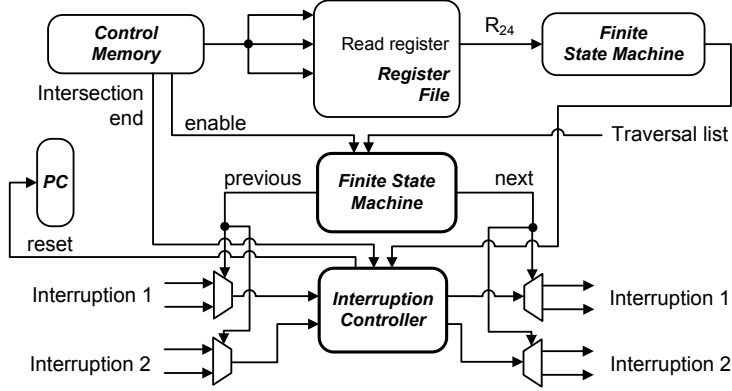 Control
Memory
Read register
Register
File
R24
Finite
State Machine
Intersection
end
enable
Traversal list
PC
previous
Finite State
Machine
next
reset
Interruption 1
Interruption
Controller
Interruption 1
Interruption 2
Interruption 2